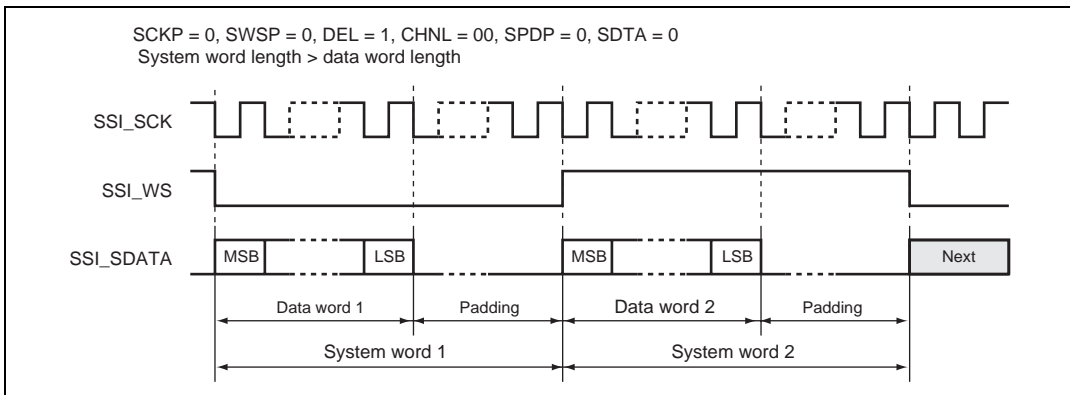 SCKP = 0, SWSP = 0, DEL = 1, CHNL = 00, SPDP = 0, SDTA = 0
System word length > data word length
SSI_SCK
SSI_WS
SSI_SDATA
MSB
LSB
MSB
LSB
Next
Data word 1
Padding
Data word 2
Padding
System word 1
System word 2